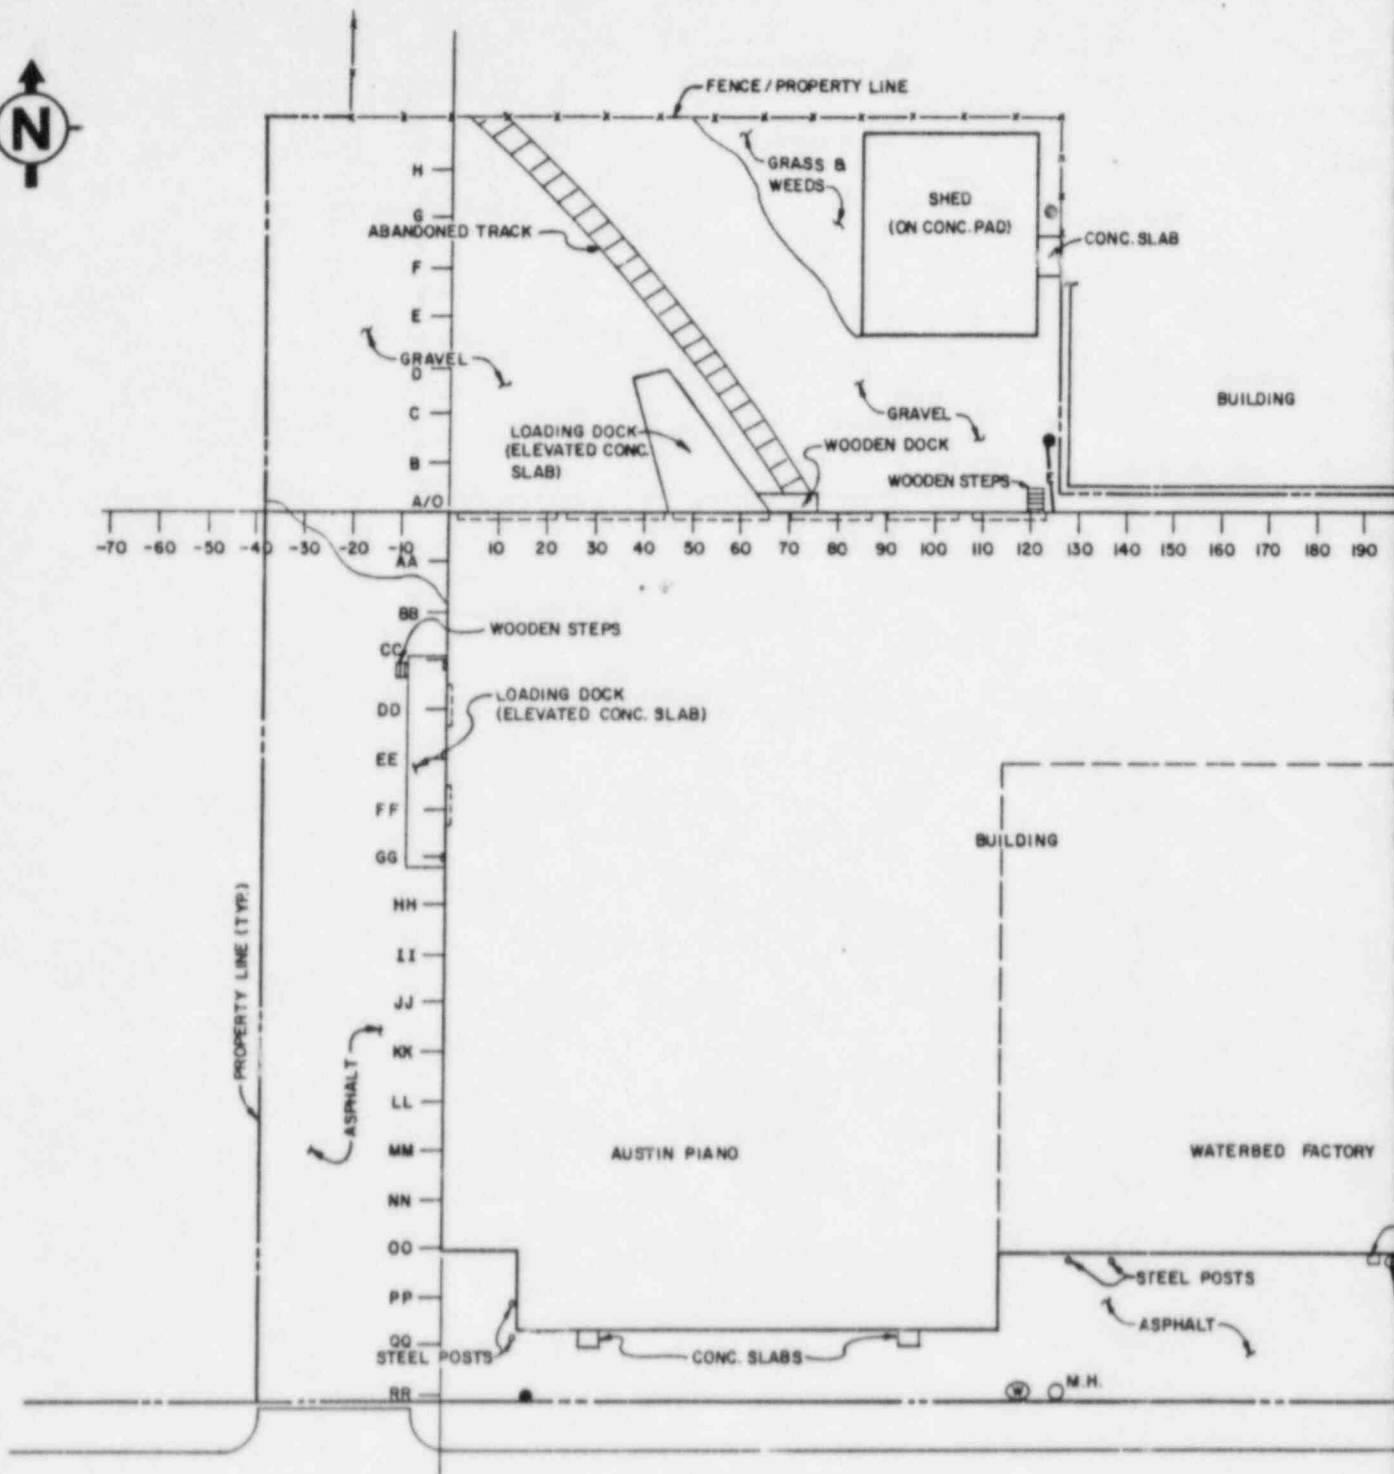 N
FENCE/PROPERTY LINE
GRASS &
WEEDS
SHED
(ON CONC. PAD)
CONC. SLAB
ABANDONED TRACK
H
G
F
E
D
C
B
A/O
GRAVEL
LOADING DOCK
(ELEVATED CONC.
SLAB)
GRAVEL
WOODEN DOCK
WOODEN STEPS
BUILDING
-70 -60 -50 -40 -30 -20 -10 10 20 30 40 50 60 70 80 90 100 110 120 130 140 150 160 170 180 190
AA
BB
CC
DD
EE
FF
GG
HH
II
JJ
KK
LL
MM
NN
OO
PP
QQ
RR
WOODEN STEPS
LOADING DOCK
(ELEVATED CONC. SLAB)
BUILDING
PROPERTY LINE (TYP.)
ASPHALT
AUSTIN PIANO
WATERBED FACTORY
STEEL POSTS
ASPHALT
STEEL POSTS
CONC. SLABS
W
M.H.